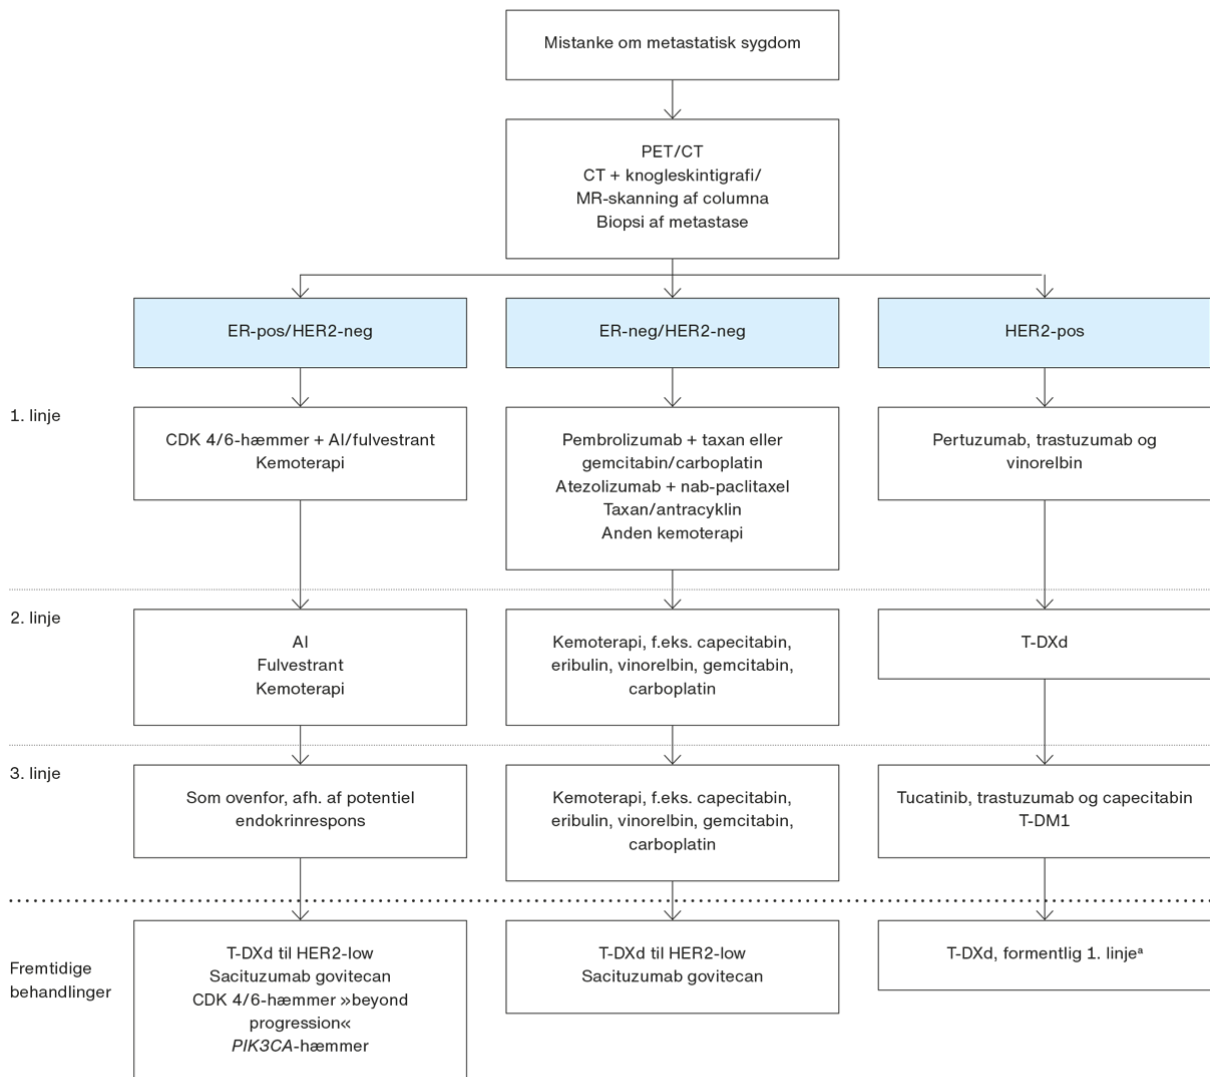 Mistanke om metastatisk sygdom
PET/CT
CT + knogleskintigrafi/
MR-skanning af columna
Biopsi af metastase
ER-pos/HER2-neg
ER-neg/HER2-neg
HER2-pos
1. linje
CDK 4/6-hæmmer + AI/fulvestrant
Kemoterapi
Pembrolizumab + taxan eller
gemcitabin/carboplatin
Atezolizumab + nab-paclitaxel
Taxan/antracyklin
Anden kemoterapi
Pertuzumab, trastuzumab og
vinorelbin
2. linje
AI
Fulvestrant
Kemoterapi
Kemoterapi, f.eks. capecitabin,
eribulin, vinorelbin, gemcitabin,
carboplatin
T-DXd
3. linje
Som ovenfor, afh. af potentiel
endokrinrespons
Kemoterapi, f.eks. capecitabin,
eribulin, vinorelbin, gemcitabin,
carboplatin
Tucatinib, trastuzumab og capecitabin
T-DM1
Fremtidige
behandlinger
T-DXd til HER2-low
Sacituzumab govitecan
CDK 4/6-hæmmer »beyond
progression«
PIK3CA-hæmmer
T-DXd til HER2-low
Sacituzumab govitecan
T-DXd, formentlig 1. linjeª